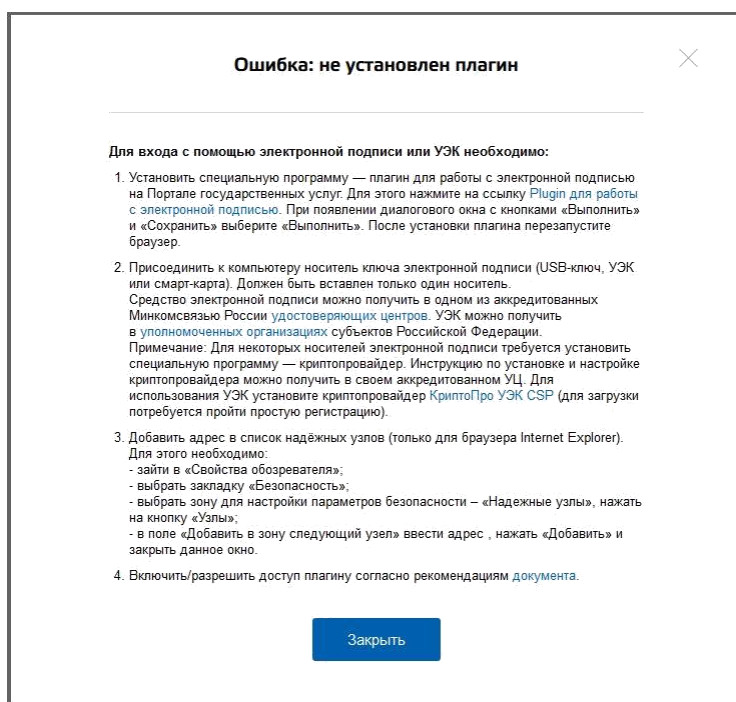 Ошибка: не установлен плагин
Для входа с помощью электронной подписи или УЭК необходимо:
1. Установить специальную программу — плагин для работы с электронной подписью
на Портале государственных услуг. Для этого нажмите на ссылку Plugin для работы
с электронной подписью. При появлении диалогового окна с кнопками «Выполнить»
и «Сохранить» выберите «Выполнить». После установки плагина перезапустите
браузер.
2. Присоединить к компьютеру носитель ключа электронной подписи (USB-ключ, УЭК
или смарт-карта). Должен быть вставлен только один носитель.
Средство электронной подписи можно получить в одном из аккредитованных
Минкомсвязью России удостоверяющих центров. УЭК можно получить
в уполномоченных организациях субъектов Российской Федерации.
Примечание: Для некоторых носителей электронной подписи требуется установить
специальную программу — криптопровайдер. Инструкцию по установке и настройке
криптопровайдера можно получить в своем аккредитованном УЦ. Для
использования УЭК установите криптопровайдер КриптоПро УЭК CSP (для загрузки
потребуется пройти простую регистрацию).
3. Добавить адрес в список надёжных узлов (только для браузера Internet Explorer).
Для этого необходимо:
- зайти в «Свойства обозревателя»;
- выбрать закладку «Безопасность»;
- выбрать зону для настройки параметров безопасности – «Надежные узлы», нажать
на кнопку «Узлы»;
- в поле «Добавить в зону следующий узел» ввести адрес , нажать «Добавить» и
закрыть данное окно.
4. Включить/разрешить доступ плагину согласно рекомендациям документа.
Закрыть